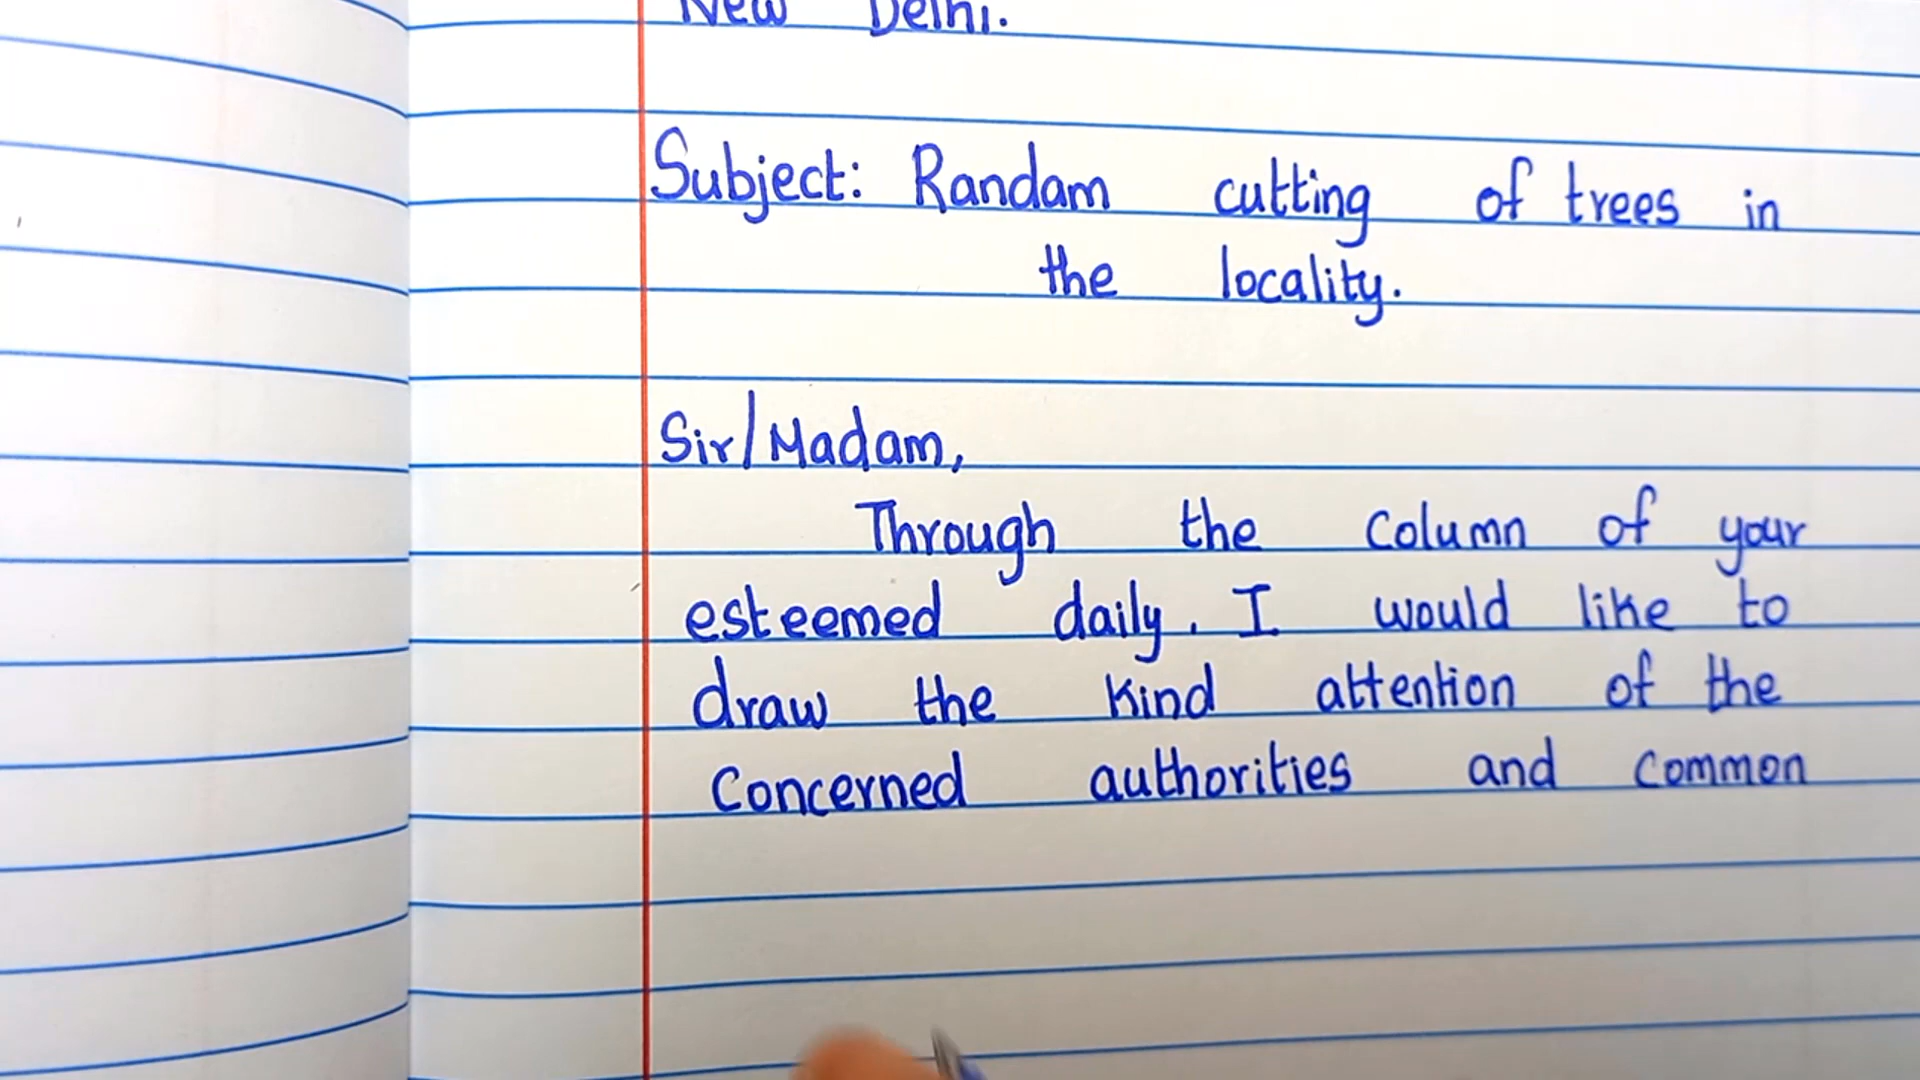 New Delhi.
Subject: Randam cutting of trees in
the locality.
Sir/Madam,
Through the column of your
esteemed daily. I would like to
draw the kind attention of the
concerned authorities and common